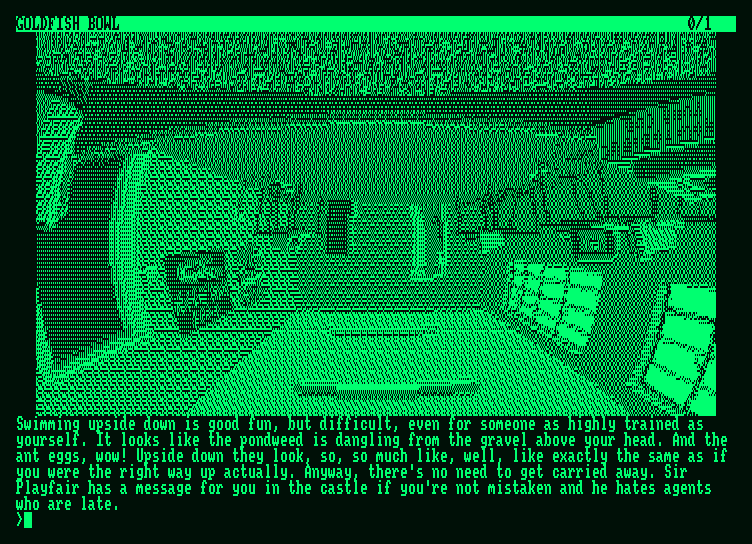 GOLDFISH BOWL 0/1
Swimming upside down is good fun, but difficult, even for someone as highly trained as
yourself. It looks like the pondweed is dangling from the gravel above your head. And the
ant eggs, wow! Upside down they look, so, so much like, well, like exactly the same as if
you were the right way up actually. Anyway, there's no need to get carried away. Sir
Playfair has a message for you in the castle if you're not mistaken and he hates agents
who are late.
>